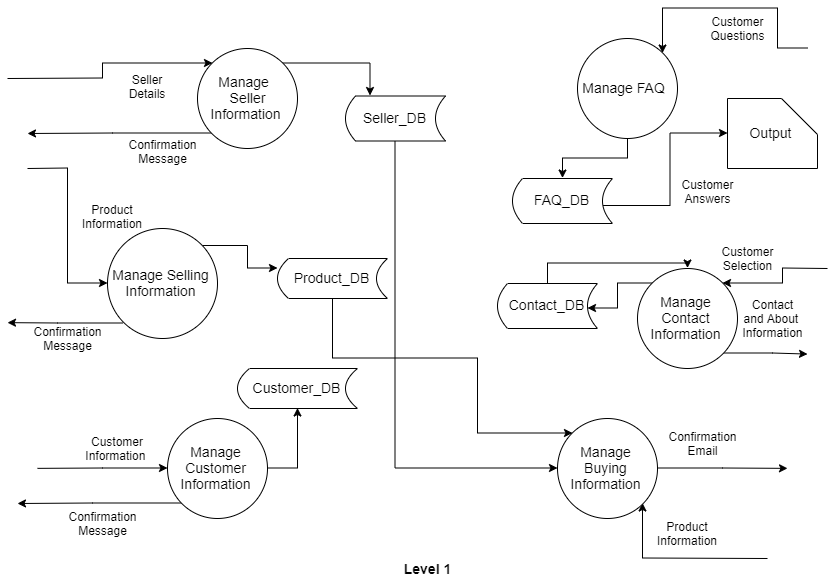 Customer
Questions
Seller
Details
Manage
Seller
Information
Seller_DB
Manage FAQ
Output
Confirmation
Message
FAQ_DB
Customer
Answers
Product
Information
Manage Selling
Information
Product_DB
Contact_DB
Customer
Selection
Manage
Contact
Information
Contact
and About
Information
Confirmation
Message
Customer_DB
Customer
Information
Manage
Customer
Information
Manage
Buying
Information
Confirmation
Email
Confirmation
Message
Product
Information
Level 1